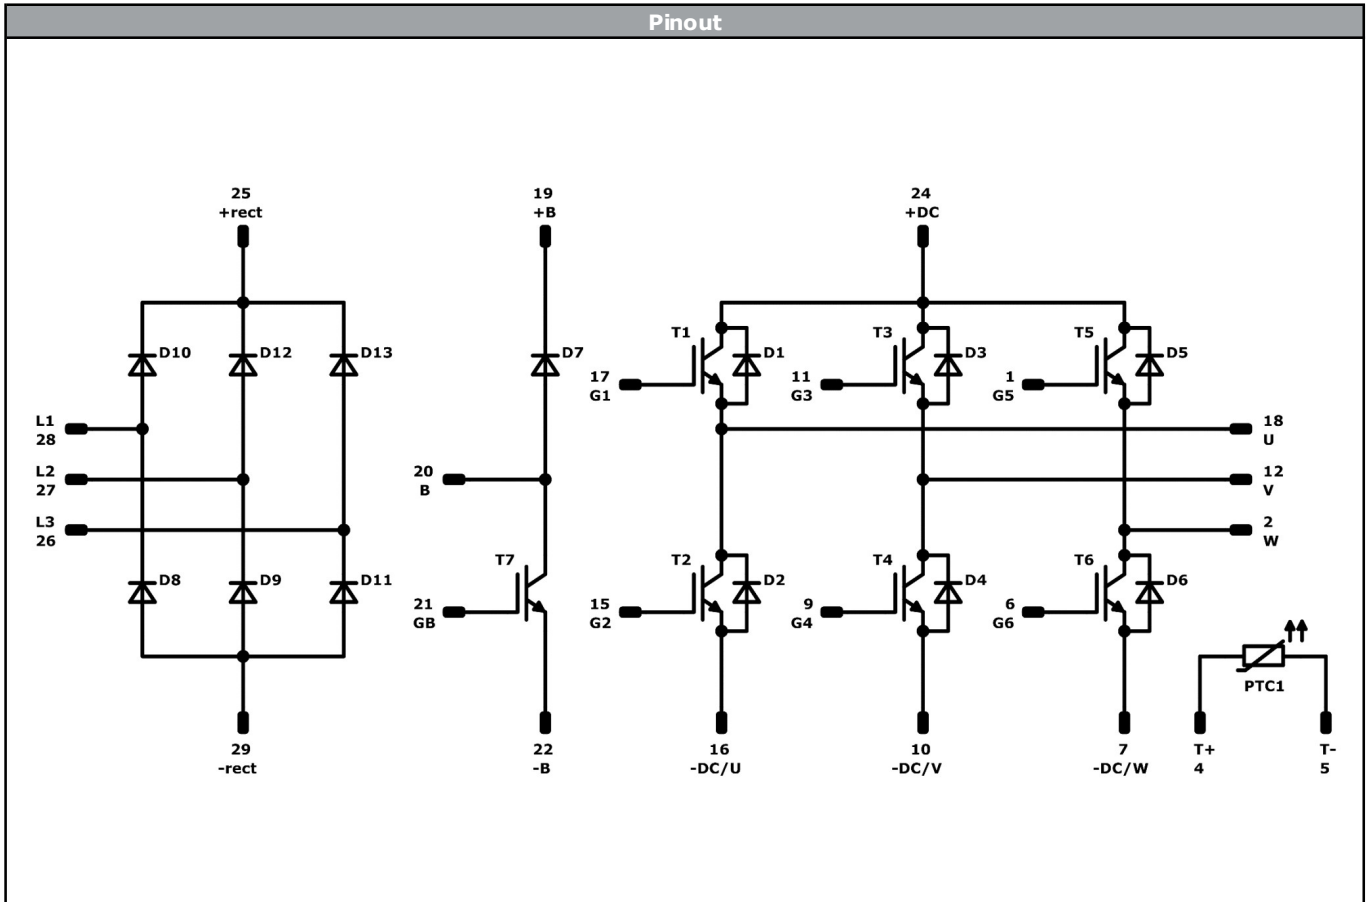 Pinout
25
+rect
19
+B
24
+DC
D10
D12
D13
D7
T1
D1
T3
D3
T5
D5
17
G1
11
G3
1
G5
L1
28
L2
27
L3
26
20
B
18
U
12
V
2
W
D8
D9
D11
T7
T2
D2
T4
D4
T6
D6
21
GB
15
G2
9
G4
6
G6
PTC1
29
-rect
22
-B
16
-DC/U
10
-DC/V
7
-DC/W
T+
4
T-
5